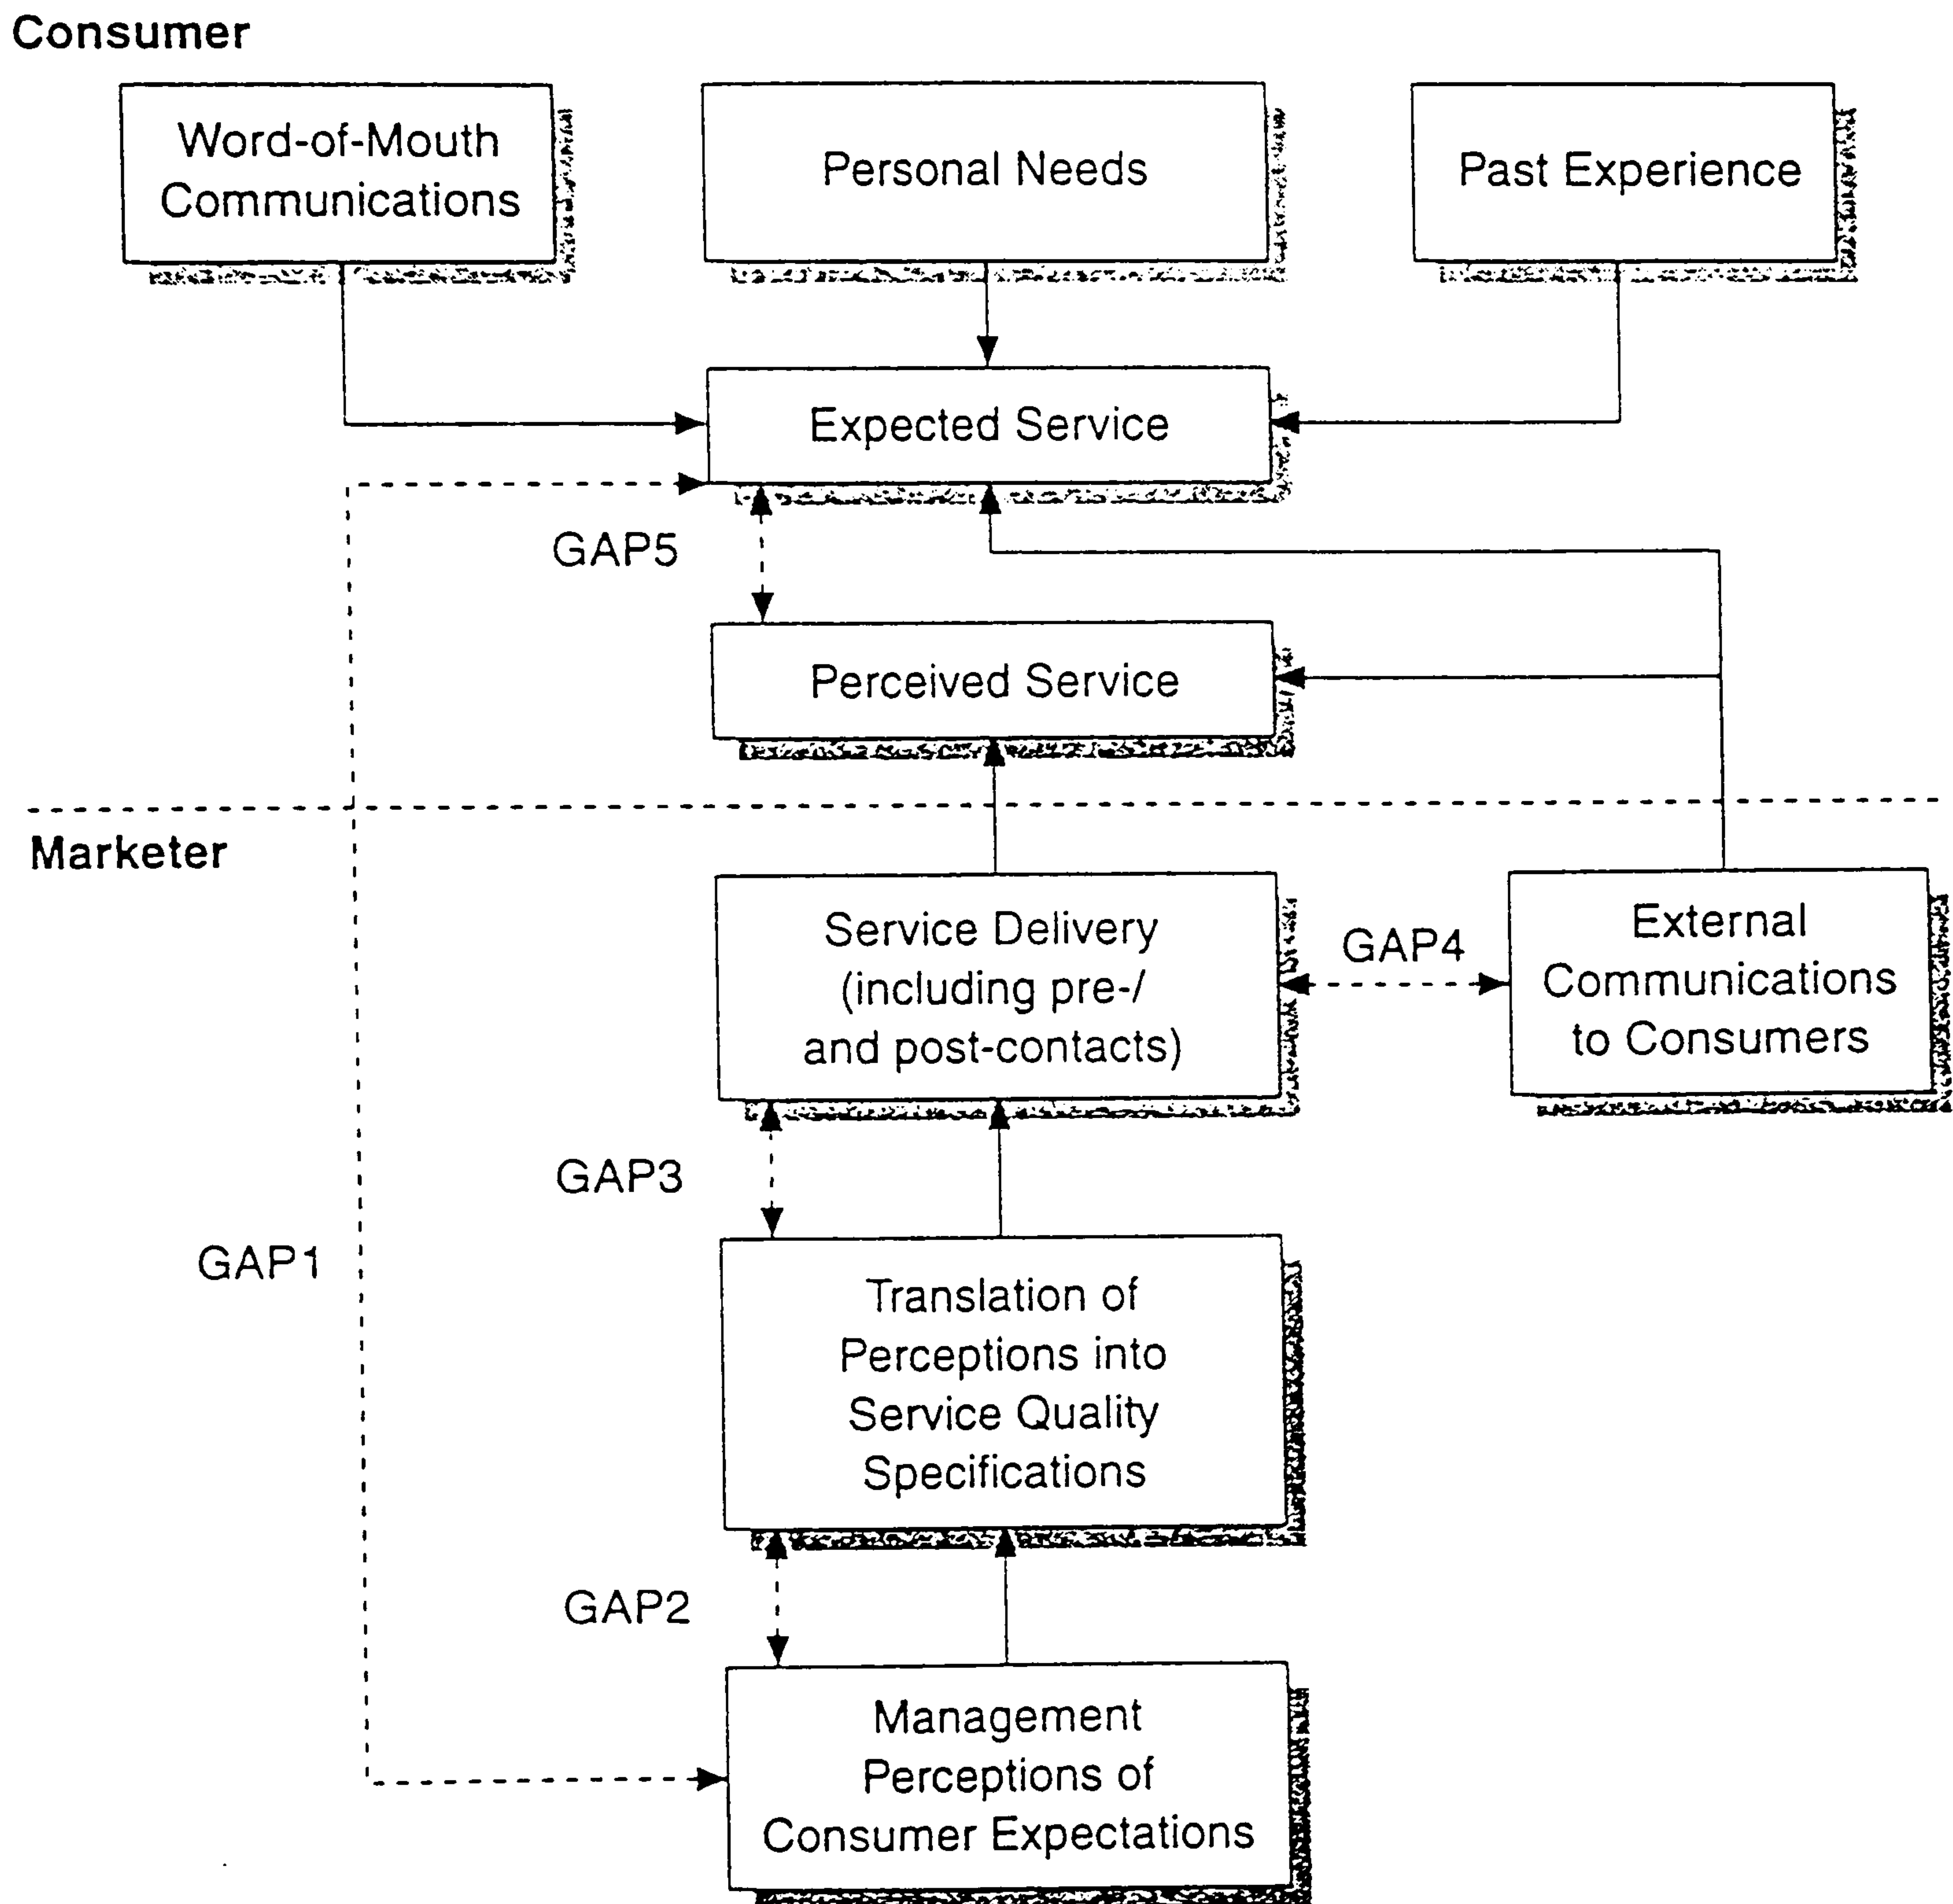 Consumer
Word-of-Mouth
Communications
Personal Needs
Past Experience
Expected Service
GAP5
Perceived Service
Marketer
Service Delivery
(including pre-/
and post-contacts)
GAP4
External
Communications
to Consumers
GAP3
GAP1
Translation of
Perceptions into
Service Quality
Specifications
GAP2
Management
Perceptions of
Consumer Expectations